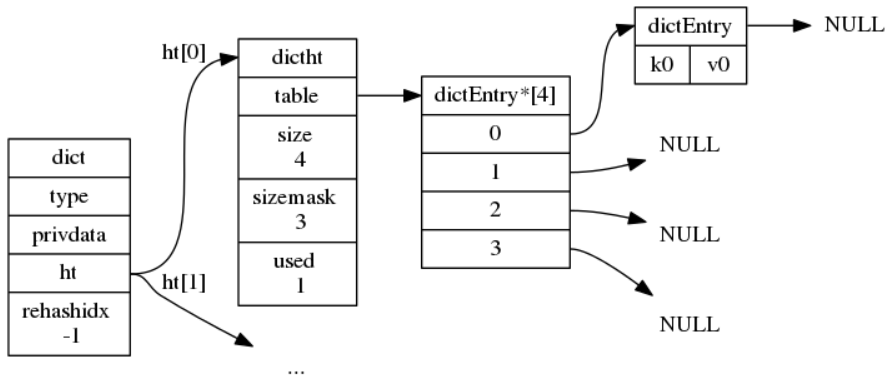 dict
type
privdata
ht
rehashidx
-1
ht[0]
ht[1]
...
dictht
table
size
4
sizemask
3
used
1
dictEntry*[4]
0
1
2
3
dictEntry
k0 v0
NULL
NULL
NULL
NULL